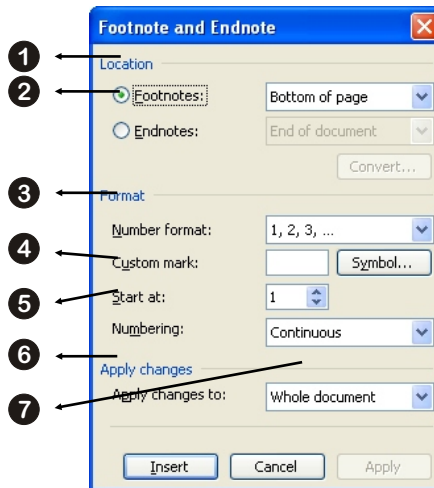 Footnote and Endnote
1
Location
2
Footnotes: Bottom of page
Endnotes: End of document
Convert...
3
Format
Number format: 1, 2, 3, ...
4
Custom mark: Symbol...
5
Start at: 1
Numbering: Continuous
6
Apply changes
7
Apply changes to: Whole document
Insert Cancel Apply